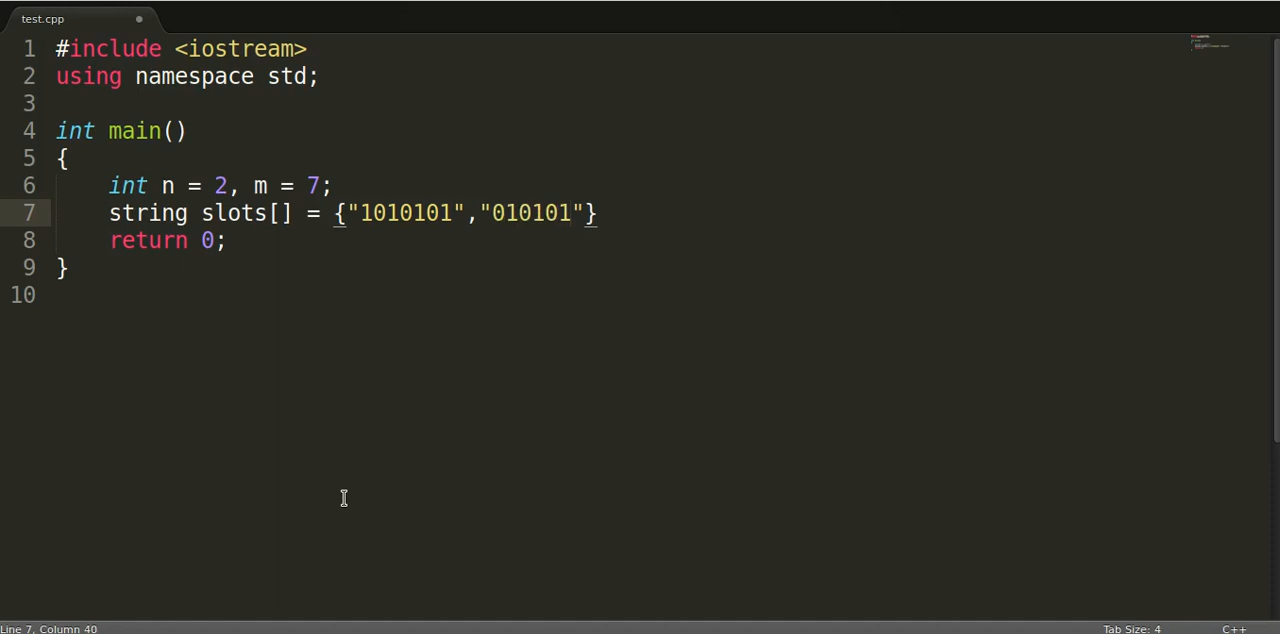 test.cpp
1 #include <iostream>
2 using namespace std;
3
4 int main()
5 {
6     int n = 2, m = 7;
7     string slots[] = {"1010101","010101"}
8     return 0;
9 }
10
Line 7, Column 40 Tab Size: 4 C++